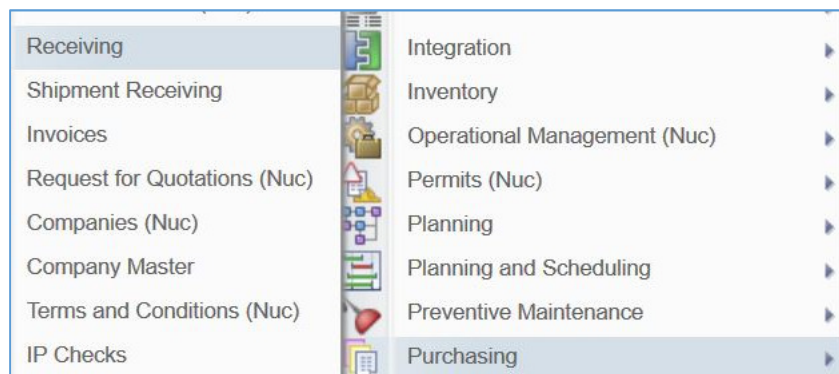 Receiving
Shipment Receiving
Invoices
Request for Quotations (Nuc)
Companies (Nuc)
Company Master
Terms and Conditions (Nuc)
IP Checks
Integration
Inventory
Operational Management (Nuc)
Permits (Nuc)
Planning
Planning and Scheduling
Preventive Maintenance
Purchasing